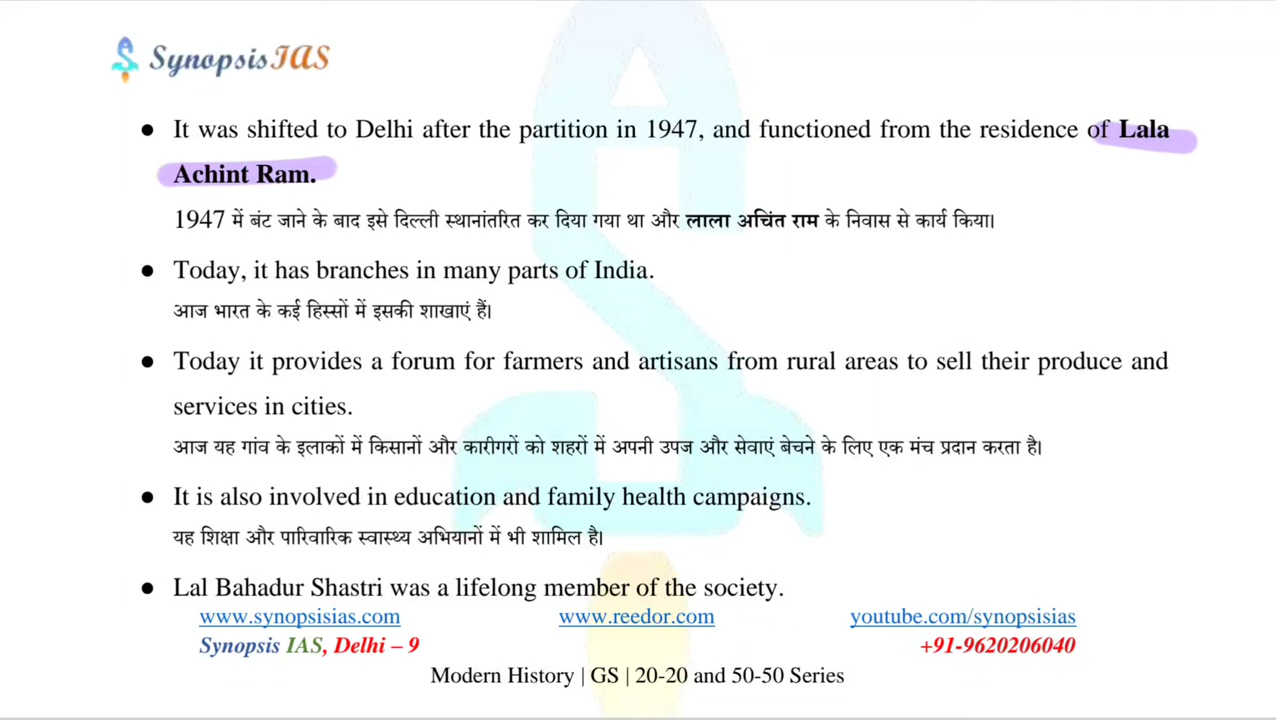 Synopsis IAS
● It was shifted to Delhi after the partition in 1947, and functioned from the residence of Lala
Achint Ram.
1947 में बंट जाने के बाद इसे दिल्ली स्थानांतरित कर दिया गया था और लाला अचिंत राम के निवास से कार्य किया।
● Today, it has branches in many parts of India.
आज भारत के कई हिस्सों में इसकी शाखाएं हैं।
● Today it provides a forum for farmers and artisans from rural areas to sell their produce and
services in cities.
आज यह गांव के इलाकों में किसानों और कारीगरों को शहरों में अपनी उपज और सेवाएं बेचने के लिए एक मंच प्रदान करता है।
● It is also involved in education and family health campaigns.
यह शिक्षा और पारिवारिक स्वास्थ्य अभियानों में भी शामिल है।
● Lal Bahadur Shastri was a lifelong member of the society.
www.synopsisias.com www.reedor.com youtube.com/synopsisias
Synopsis IAS, Delhi – 9 +91-9620206040
Modern History | GS | 20-20 and 50-50 Series